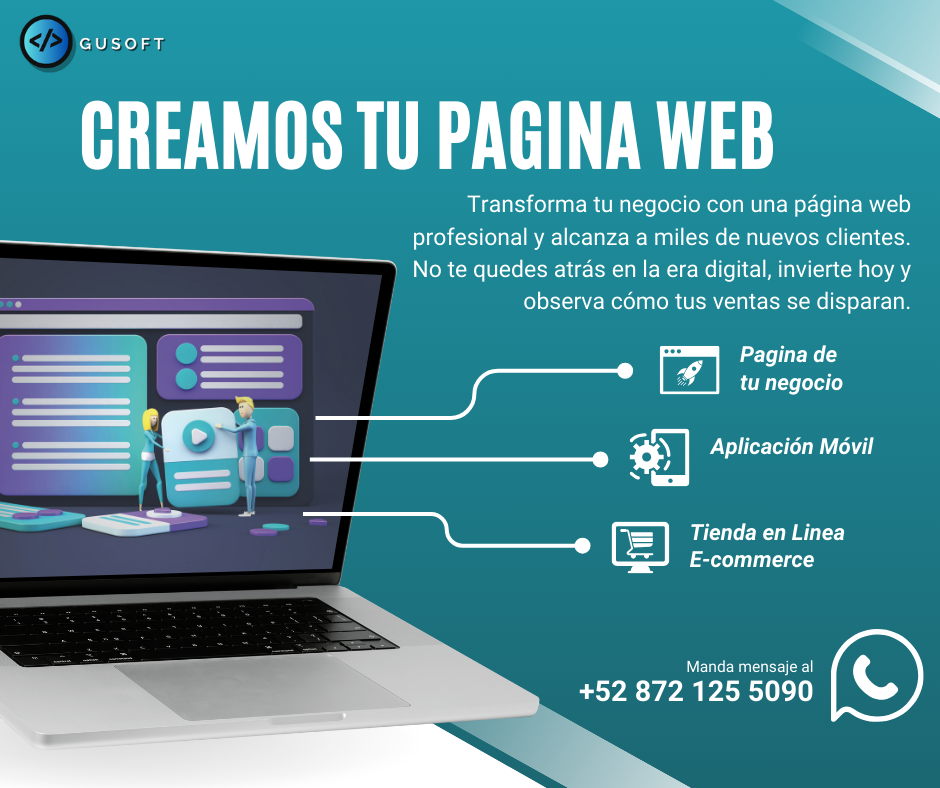 </>
GUSOFT
CREAMOS TU PAGINA WEB
Transforma tu negocio con una página web
profesional y alcanza a miles de nuevos clientes.
No te quedes atrás en la era digital, invierte hoy y
observa cómo tus ventas se disparan.
Pagina de
tu negocio
Aplicación Móvil
Tienda en Linea
E-commerce
Manda mensaje al
+52 872 125 5090